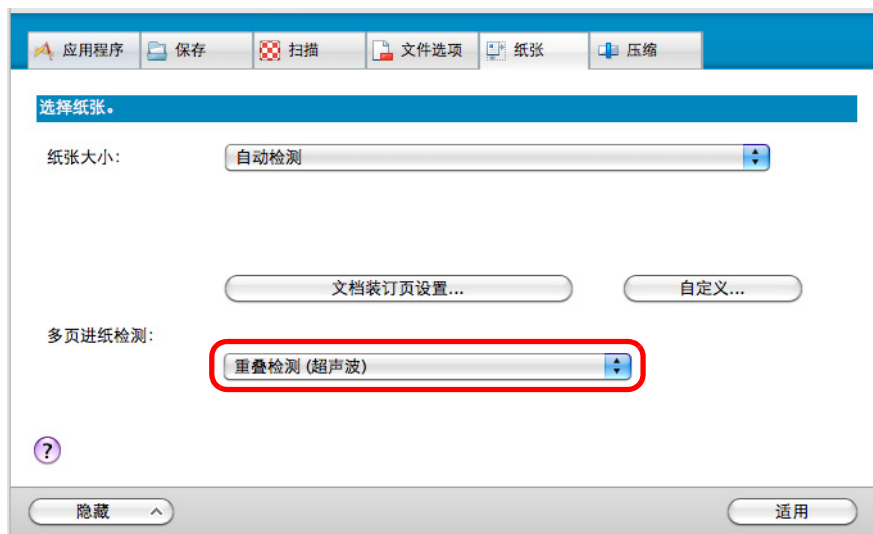 应用程序 保存 扫描 文件选项 纸张 压缩
选择纸张。
纸张大小: 自动检测
文档装订页设置... 自定义...
多页进纸检测:
重叠检测 (超声波)
?
隐藏 适用